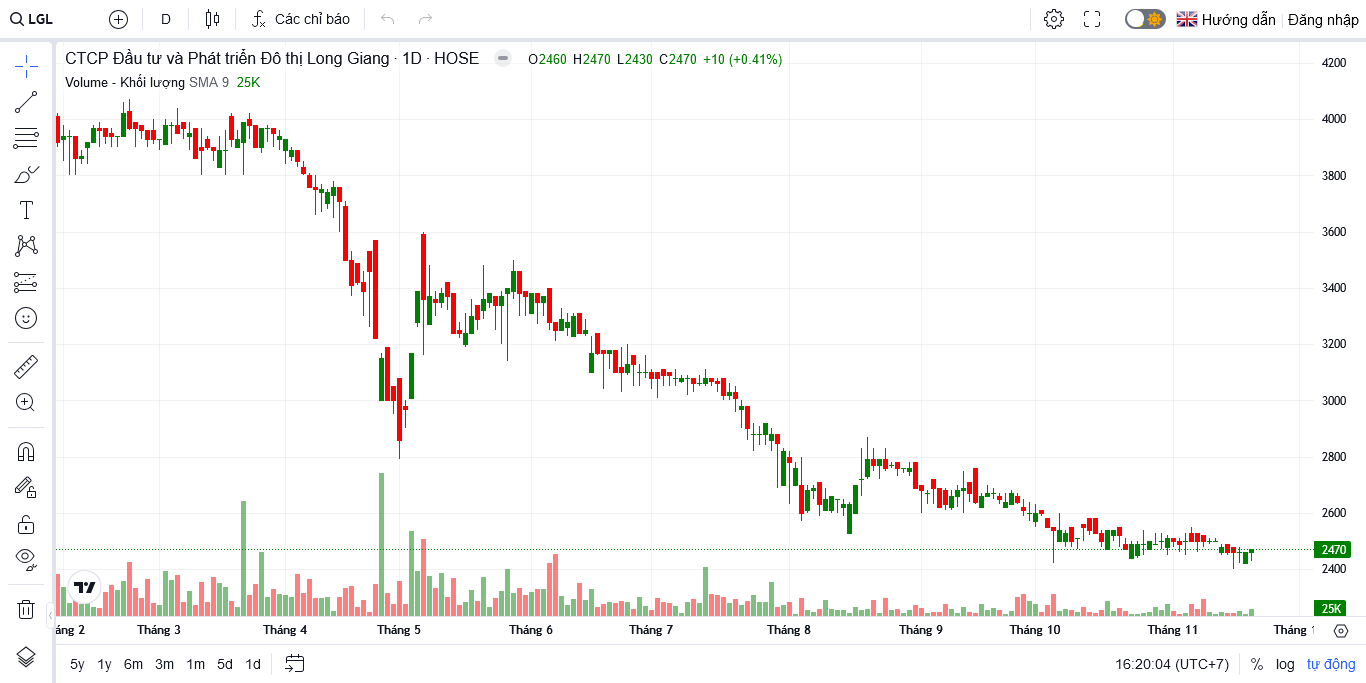 LGL
D
Các chỉ báo
Hướng dẫn
Đăng nhập
CTCP Đầu tư và Phát triển Đô thị Long Giang · 1D · HOSE
O2460 H2470 L2430 C2470 +10 (+0.41%)
Volume - Khối lượng SMA 9 25K
4200
4000
3800
3600
3400
3200
3000
2800
2600
2470
2400
25K
áng 2
Tháng 3
Tháng 4
Tháng 5
Tháng 6
Tháng 7
Tháng 8
Tháng 9
Tháng 10
Tháng 11
Tháng 1
5y 1y 6m 3m 1m 5d 1d
16:20:04 (UTC+7)
% log tự động